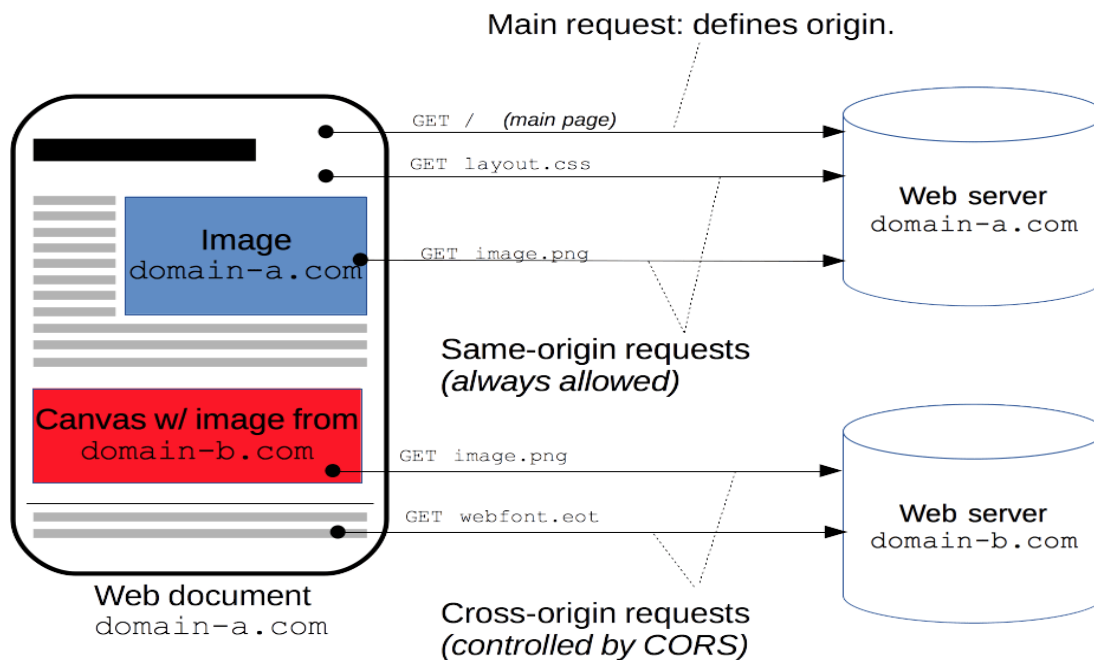 Main request: defines origin.
GET / (main page)
GET layout.css
Web server
domain-a.com
Image
domain-a.com
GET image.png
Same-origin requests
(always allowed)
Canvas w/ image from
domain-b.com
GET image.png
GET webfont.eot
Web server
domain-b.com
Web document
domain-a.com
Cross-origin requests
(controlled by CORS)